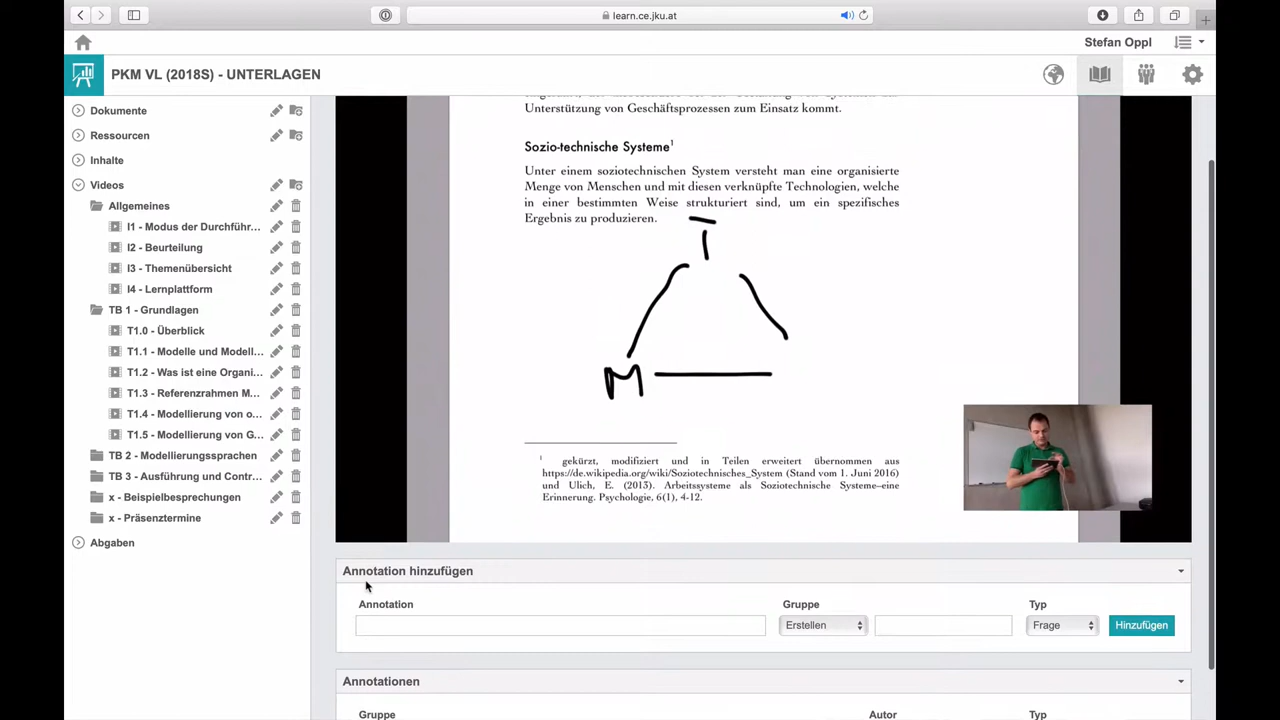 learn.ce.jku.at
Stefan Oppl
PKM VL (2018S) - UNTERLAGEN
Dokumente
Ressourcen
Inhalte
Videos
Allgemeines
I1 - Modus der Durchführ...
I2 - Beurteilung
I3 - Themenübersicht
I4 - Lernplattform
TB 1 - Grundlagen
T1.0 - Überblick
T1.1 - Modelle und Modell...
T1.2 - Was ist eine Organi...
T1.3 - Referenzrahmen M...
T1.4 - Modellierung von o...
T1.5 - Modellierung von G...
TB 2 - Modellierungssprachen
TB 3 - Ausführung und Contr...
x - Beispielbesprechungen
x - Präsenztermine
Abgaben
Unterstützung von Geschäftsprozessen zum Einsatz kommt.
Sozio-technische Systeme¹
Unter einem soziotechnischen System versteht man eine organisierte
Menge von Menschen und mit diesen verknüpfte Technologien, welche
in einer bestimmten Weise strukturiert sind, um ein spezifisches
Ergebnis zu produzieren.
T
M
¹ gekürzt, modifiziert und in Teilen erweitert übernommen aus
https://de.wikipedia.org/wiki/Soziotechnisches_System (Stand vom 1. Juni 2016)
und Ulich, E. (2013). Arbeitssysteme als Soziotechnische Systeme–eine
Erinnerung. Psychologie, 6(1), 4-12.
Annotation hinzufügen
Annotation Gruppe Typ
Erstellen Frage Hinzufügen
Annotationen
Gruppe Autor Typ